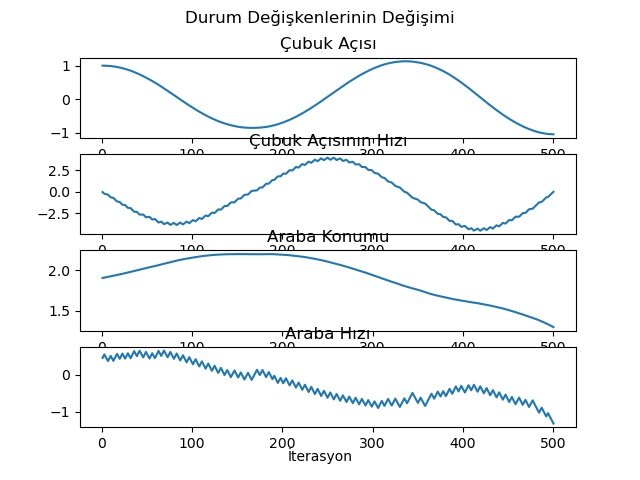 Durum Değişkenlerinin Değişimi
Çubuk Açısı
1
0
−1
0 100 200 300 400 500
Çubuk Açısının Hızı
2.5
0.0
−2.5
0 100 200 300 400 500
Araba Konumu
2.0
1.5
0 100 200 300 400 500
Araba Hızı
0
−1
0 100 200 300 400 500
Iterasyon